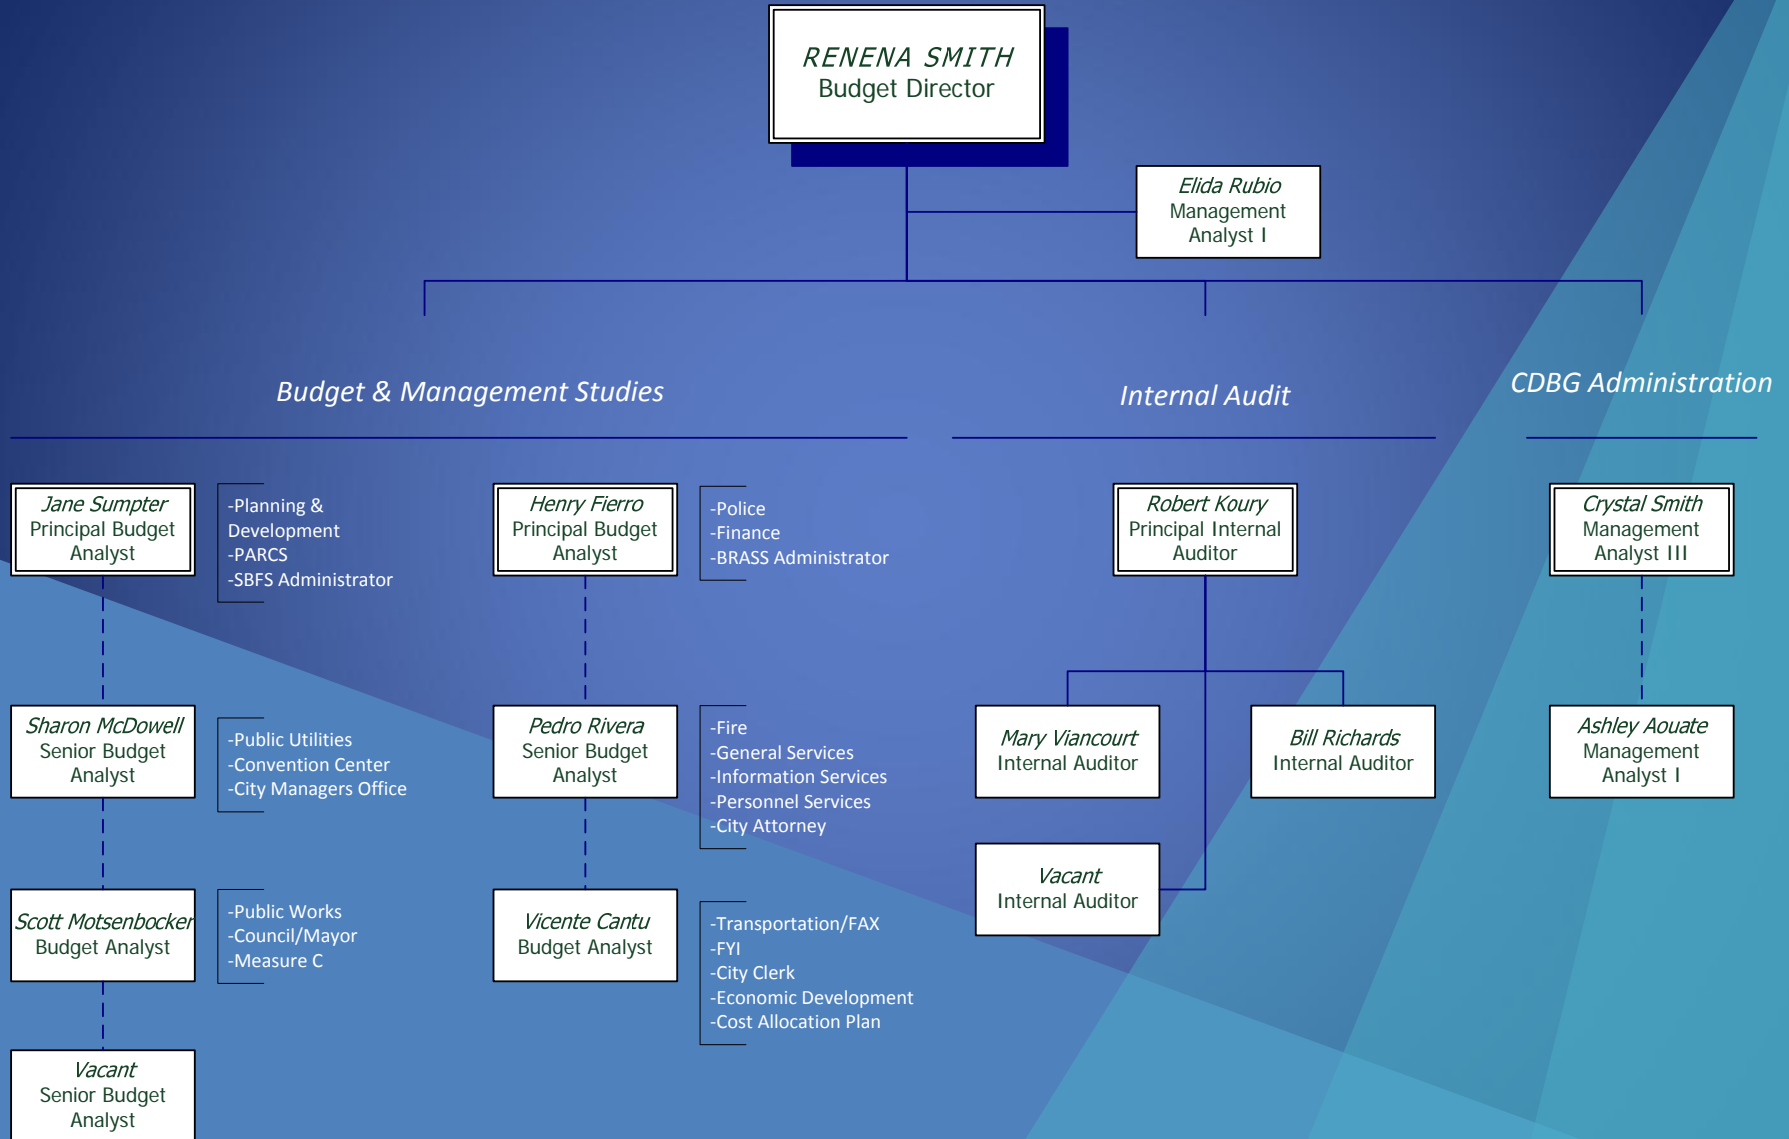 RENENA SMITH
Budget Director
Elida Rubio
Management
Analyst I
Budget & Management Studies
Internal Audit
CDBG Administration
Jane Sumpter
Principal Budget
Analyst
-Planning &
Development
-PARCS
-SBFS Administrator
Henry Fierro
Principal Budget
Analyst
-Police
-Finance
-BRASS Administrator
Robert Koury
Principal Internal
Auditor
Crystal Smith
Management
Analyst III
Sharon McDowell
Senior Budget
Analyst
-Public Utilities
-Convention Center
-City Managers Office
Pedro Rivera
Senior Budget
Analyst
-Fire
-General Services
-Information Services
-Personnel Services
-City Attorney
Mary Viancourt
Internal Auditor
Bill Richards
Internal Auditor
Ashley Aouate
Management
Analyst I
Vacant
Internal Auditor
Scott Motsenbocker
Budget Analyst
-Public Works
-Council/Mayor
-Measure C
Vicente Cantu
Budget Analyst
-Transportation/FAX
-FYI
-City Clerk
-Economic Development
-Cost Allocation Plan
Vacant
Senior Budget
Analyst